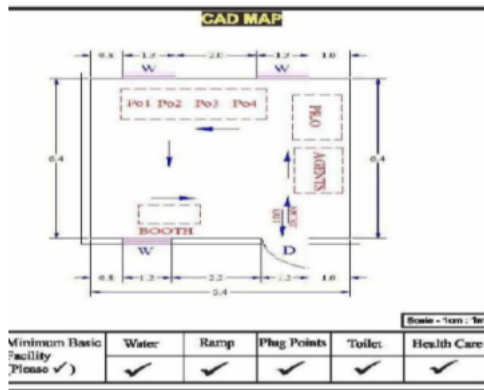 CAD MAP
0.8 1.2 2.0 1.2 1.0
W W
Po1 Po2 Po3 Po4
PRO
AGENTS
6.4 6.4
BOOTH
W D
0.8 1.2 2.2 1.2 1.0
6.4
Minimum Basic Facility (Please ✓) Water Ramp Plug Points Toilet Health Care
✓ ✓ ✓ ✓ ✓